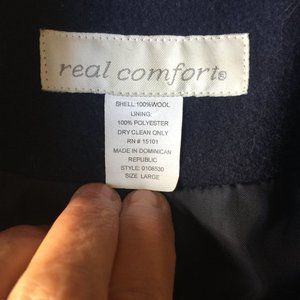 real comfort®
SHELL:100%WOOL
LINING:
100% POLYESTER
DRY CLEAN ONLY
RN # 15101
MADE IN DOMINICAN
REPUBLIC
STYLE: 0108530
SIZE: LARGE